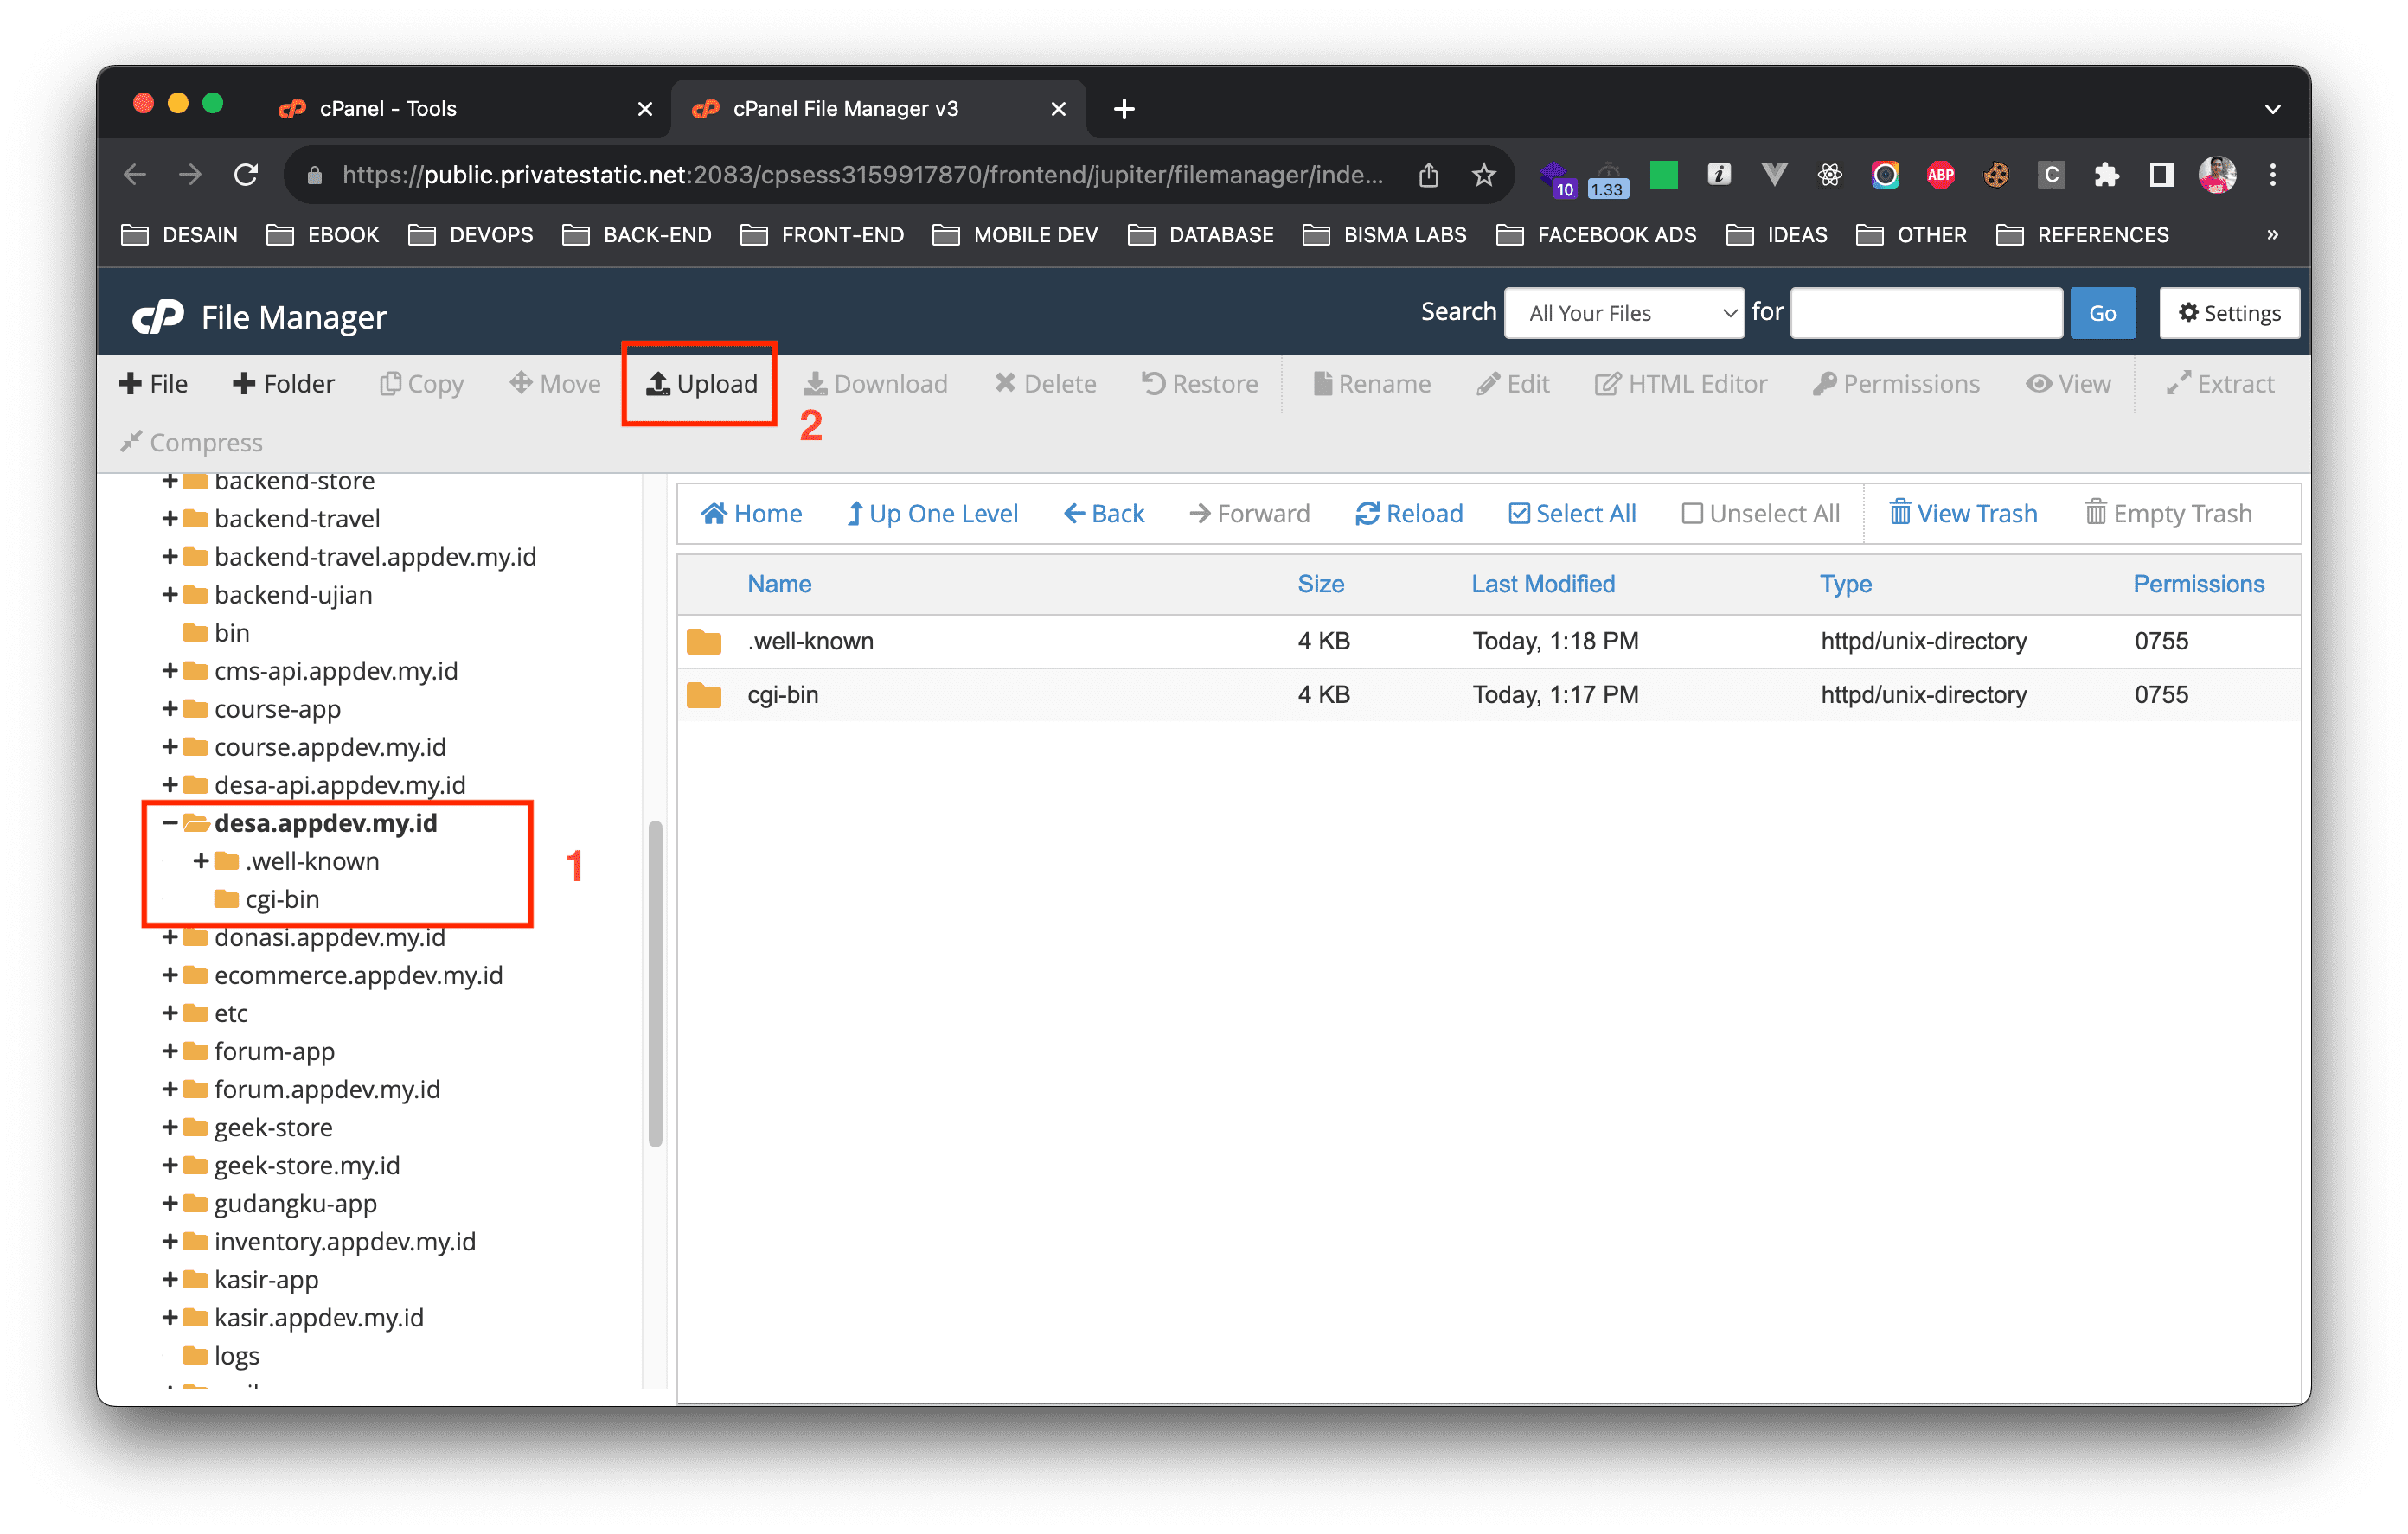 cPanel - Tools
cPanel File Manager v3
https://public.privatestatic.net:2083/cpsess3159917870/frontend/jupiter/filemanager/inde...
10
1.33
ABP
C
DESAIN
EBOOK
DEVOPS
BACK-END
FRONT-END
MOBILE DEV
DATABASE
BISMA LABS
FACEBOOK ADS
IDEAS
OTHER
REFERENCES
»
cP File Manager
Search All Your Files for Go Settings
File
Folder
Copy
Move
Upload
Download
Delete
Restore
Rename
Edit
HTML Editor
Permissions
View
Extract
2
Compress
backend-store
backend-travel
backend-travel.appdev.my.id
backend-ujian
bin
cms-api.appdev.my.id
course-app
course.appdev.my.id
desa-api.appdev.my.id
desa.appdev.my.id
.well-known
cgi-bin
1
donasi.appdev.my.id
ecommerce.appdev.my.id
etc
forum-app
forum.appdev.my.id
geek-store
geek-store.my.id
gudangku-app
inventory.appdev.my.id
kasir-app
kasir.appdev.my.id
logs
Home
Up One Level
Back
Forward
Reload
Select All
Unselect All
View Trash
Empty Trash
Name Size Last Modified Type Permissions
.well-known 4 KB Today, 1:18 PM httpd/unix-directory 0755
cgi-bin 4 KB Today, 1:17 PM httpd/unix-directory 0755